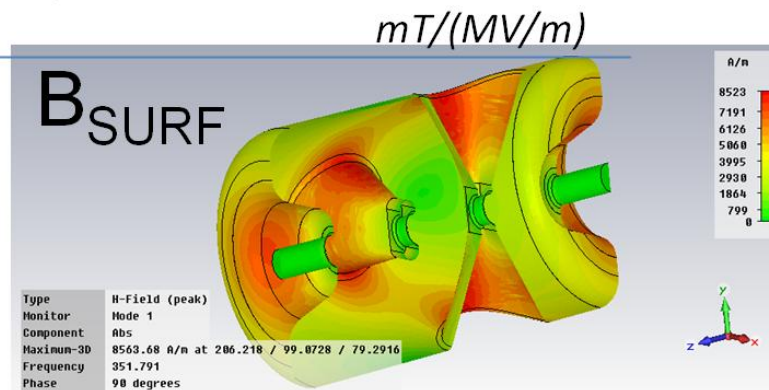 mT/(MV/m)
BSURF
A/m
8523
7191
6126
5060
3995
2930
1864
799
0
Type H-Field (peak)
Monitor Mode 1
Component Abs
Maximum-3D 8563.68 A/m at 206.218 / 99.0728 / 79.2916
Frequency 351.791
Phase 90 degrees
y
z
x